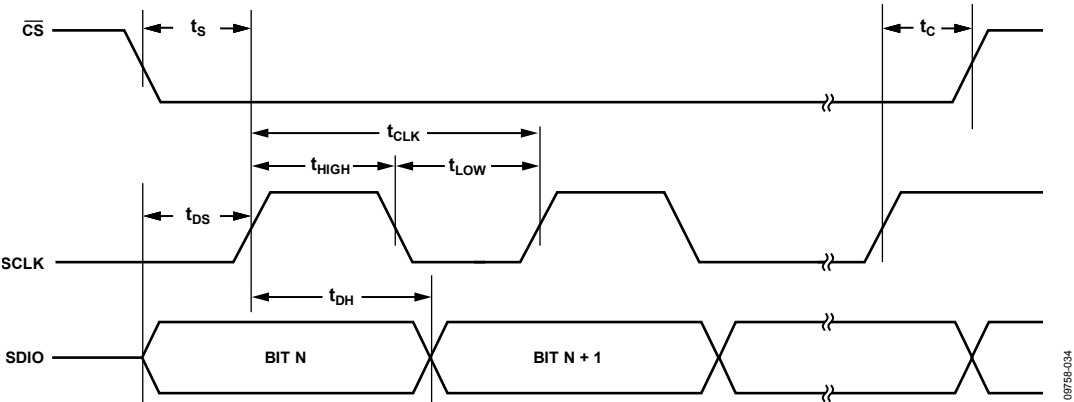 CS
tS
tC
tCLK
tHIGH
tLOW
tDS
SCLK
tDH
SDIO
BIT N
BIT N + 1
09758-034